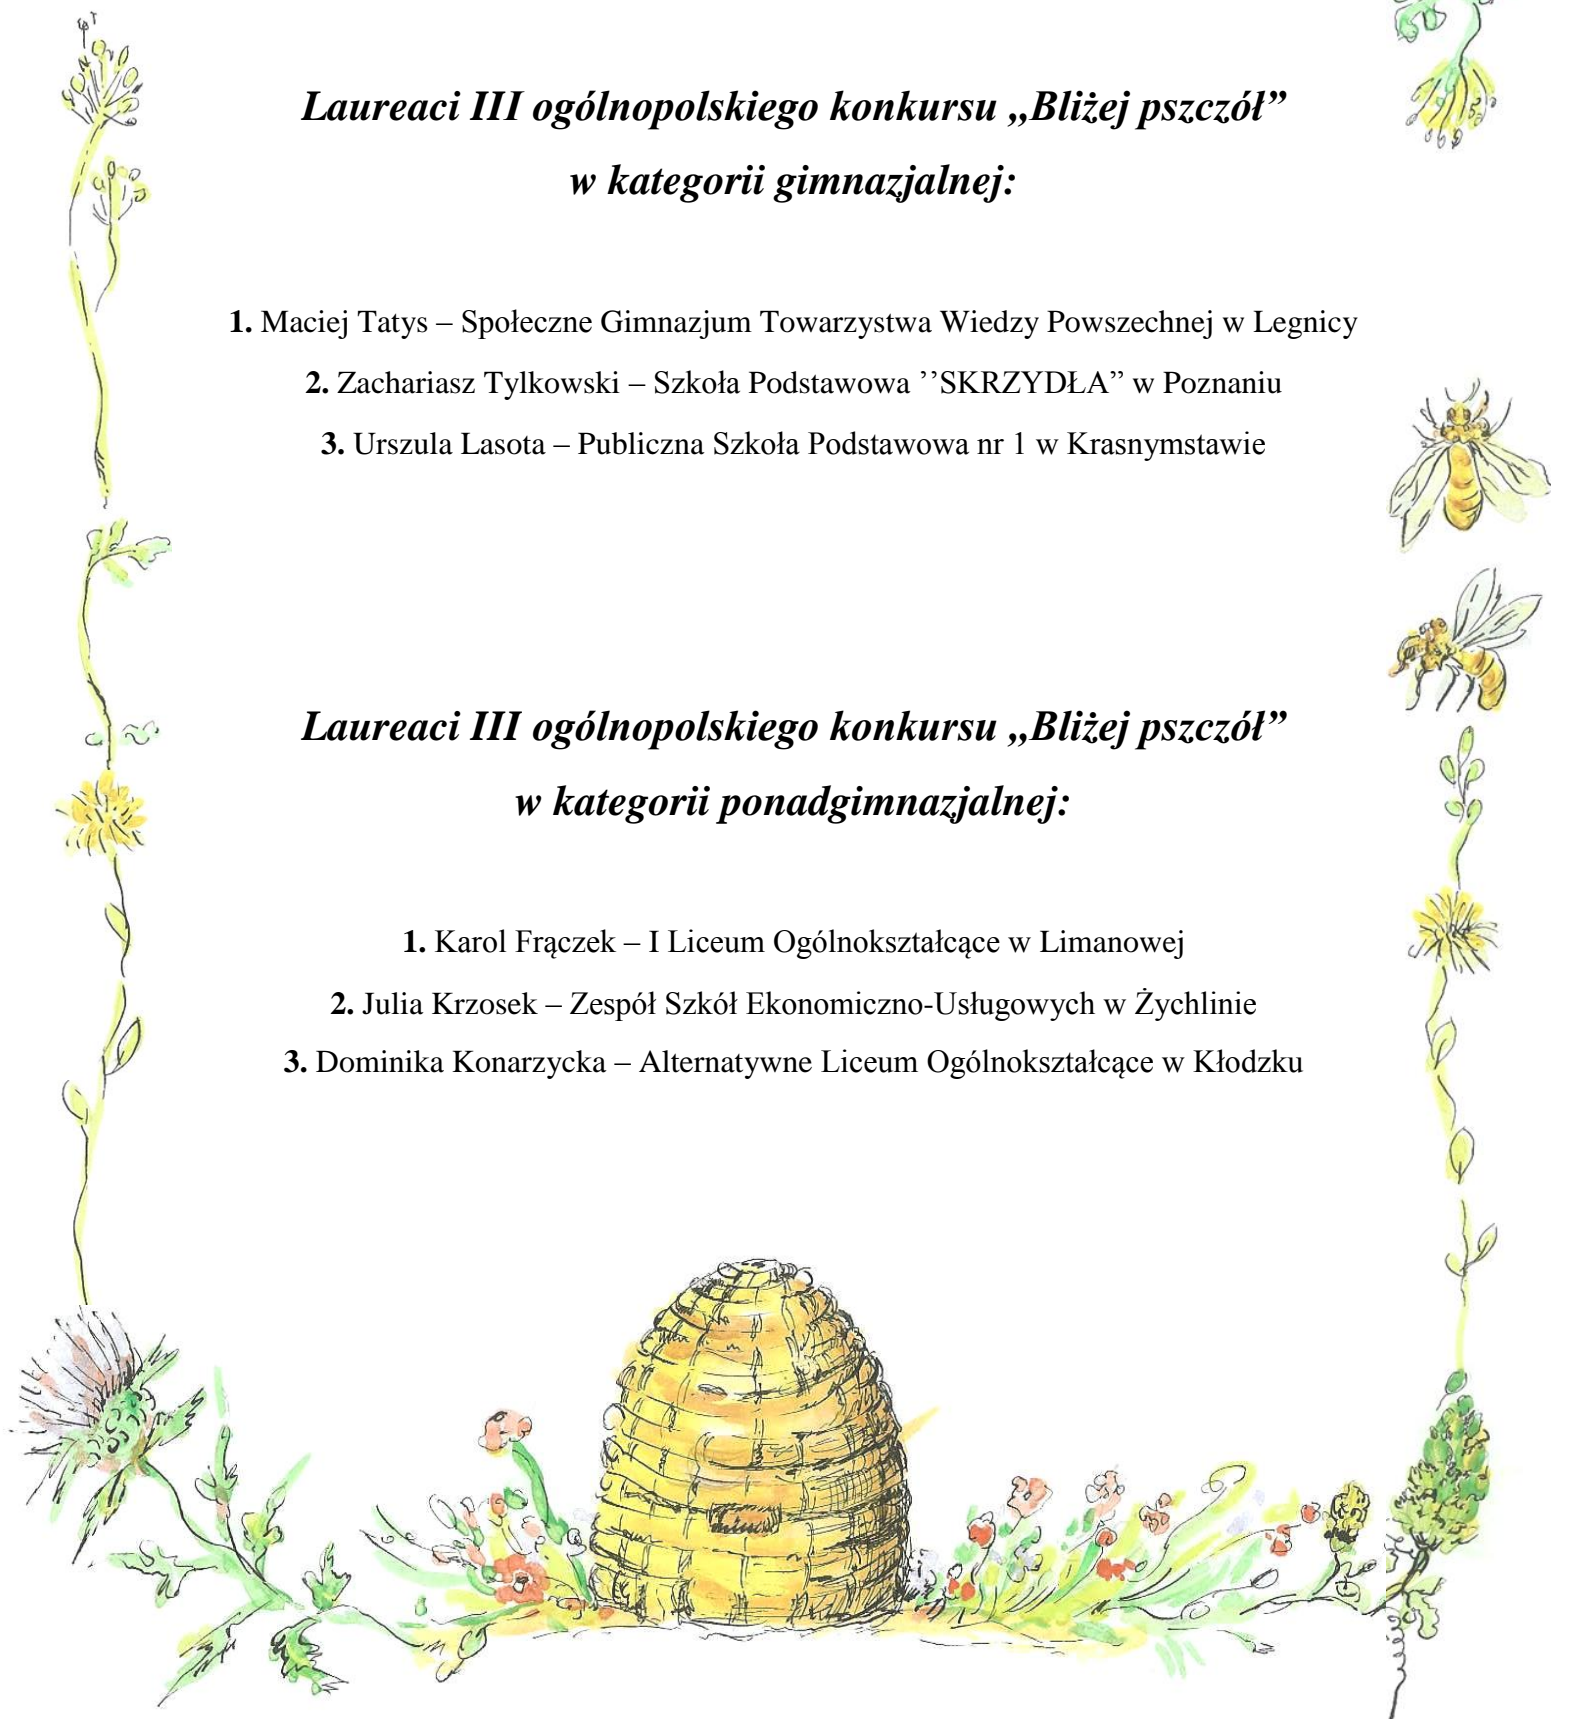 Laureaci III ogólnopolskiego konkursu „Bliżej pszczół”
w kategorii gimnazjalnej:
1. Maciej Tatys – Społeczne Gimnazjum Towarzystwa Wiedzy Powszechnej w Legnicy
2. Zachariasz Tylkowski – Szkoła Podstawowa ’’SKRZYDŁA” w Poznaniu
3. Urszula Lasota – Publiczna Szkoła Podstawowa nr 1 w Krasnymstawie
Laureaci III ogólnopolskiego konkursu „Bliżej pszczół”
w kategorii ponadgimnazjalnej:
1. Karol Frączek – I Liceum Ogólnokształcące w Limanowej
2. Julia Krzosek – Zespół Szkół Ekonomiczno-Usługowych w Żychlinie
3. Dominika Konarzycka – Alternatywne Liceum Ogólnokształcące w Kłodzku